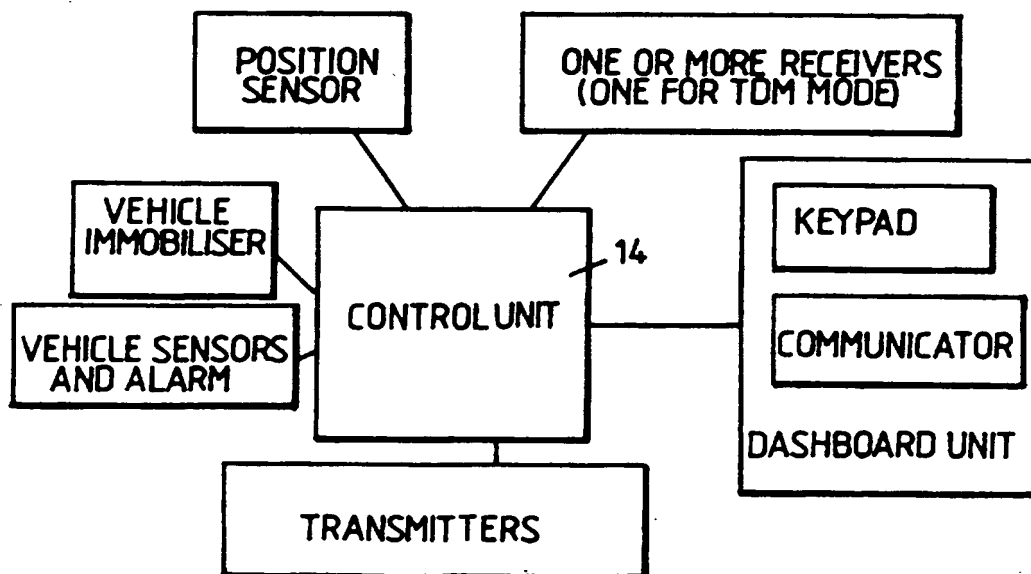 POSITION
SENSOR
ONE OR MORE RECEIVERS
(ONE FOR TDM MODE)
VEHICLE
IMMOBILISER
VEHICLE SENSORS
AND ALARM
CONTROL UNIT
14
KEYPAD
COMMUNICATOR
DASHBOARD UNIT
TRANSMITTERS